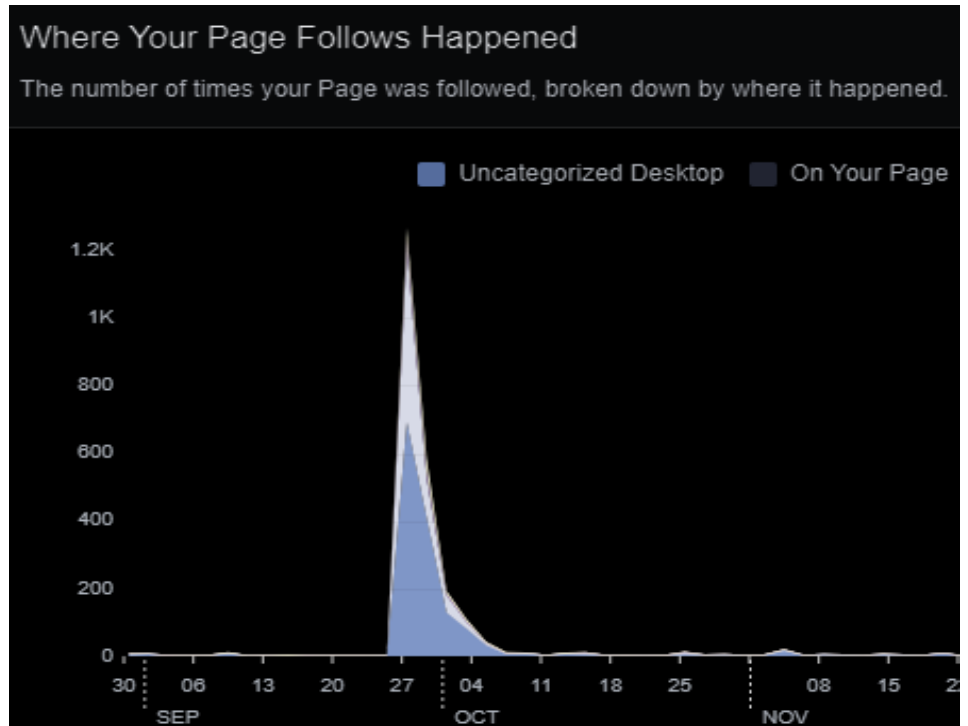 Where Your Page Follows Happened
The number of times your Page was followed, broken down by where it happened.
Uncategorized Desktop On Your Page
1.2K
1K
800
600
400
200
0
30 06 13 20 27 04 11 18 25 08 15
SEP OCT NOV